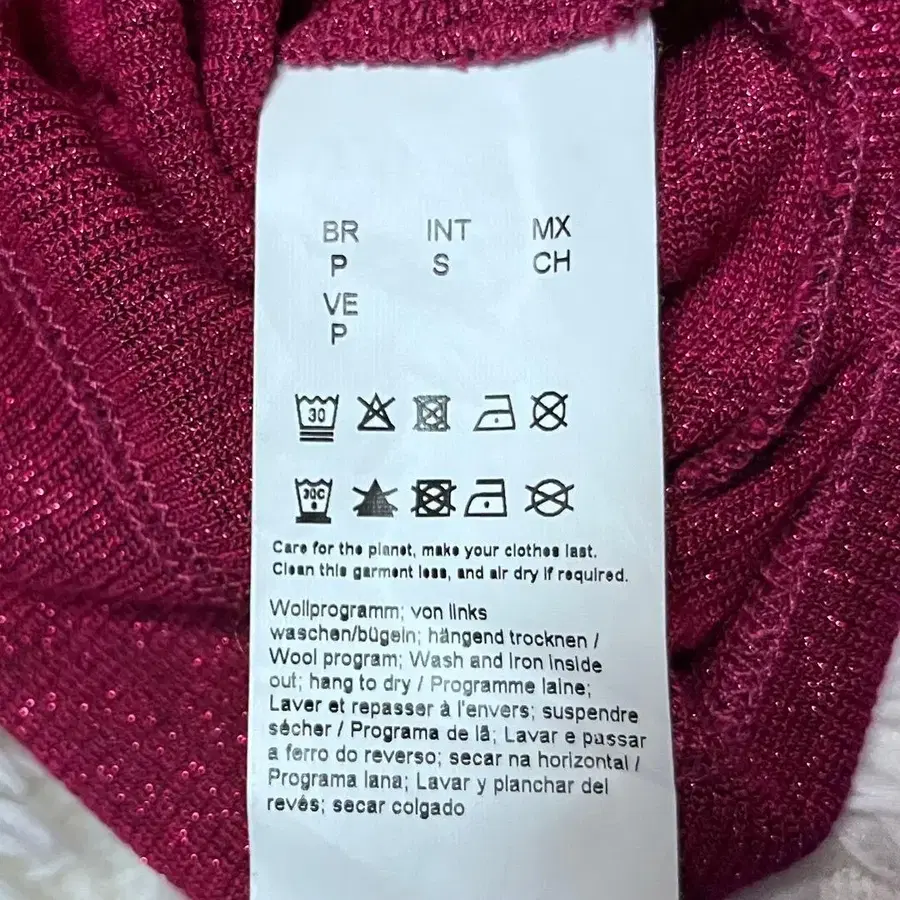 BR INT MX
P S CH
VE
P
30
30C
Care for the planet, make your clothes last.
Clean this garment less, and air dry if required.
Wollprogramm; von links
waschen/bügeln; hängend trocknen /
Wool program; Wash and Iron inside
out; hang to dry / Programme laine;
Laver et repasser à l'envers; suspendre
sécher / Programa de lã; Lavar e passar
a ferro do reverso; secar na horizontal /
Programa lana; Lavar y planchar del
revés; secar colgado